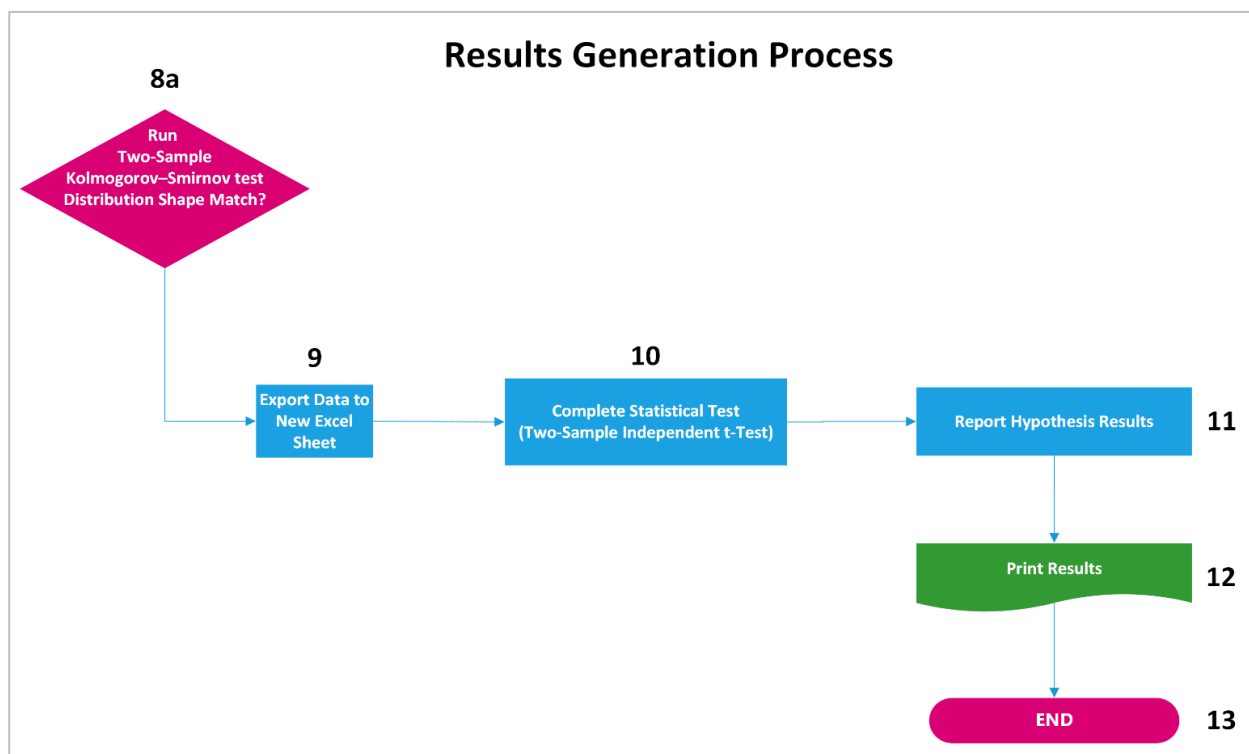 Results Generation Process
8a
Run
Two-Sample
Kolmogorov–Smirnov test
Distribution Shape Match?
9
Export Data to
New Excel
Sheet
10
Complete Statistical Test
(Two-Sample Independent t-Test)
Report Hypothesis Results
11
Print Results
12
END
13